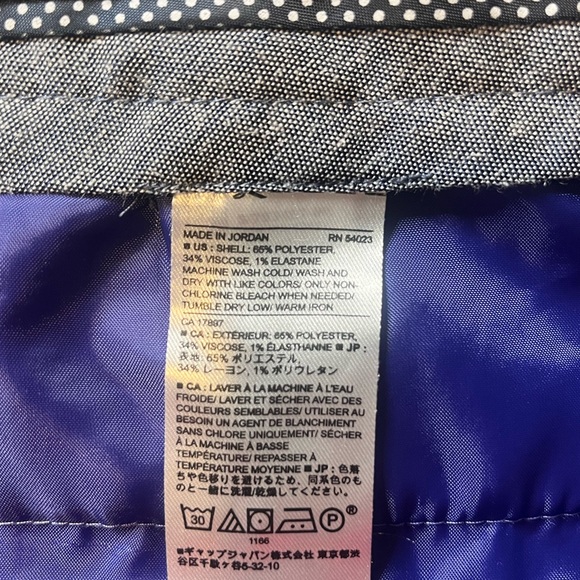 MADE IN JORDAN RN 54023
■ US : SHELL: 65% POLYESTER,
34% VISCOSE, 1% ELASTANE
MACHINE WASH COLD/ WASH AND
DRY WITH LIKE COLORS/ ONLY NON-
CHLORINE BLEACH WHEN NEEDED/
TUMBLE DRY LOW/ WARM IRON
CA 17897
■ CA : EXTÉRIEUR: 65% POLYESTER,
34% VISCOSE, 1% ÉLASTHANNE ■ JP :
表地: 65% ポリエステル,
34% レーヨン, 1% ポリウレタン
■ CA : LAVER À LA MACHINE À L'EAU
FROIDE/ LAVER ET SÉCHER AVEC DES
COULEURS SEMBLABLES/ UTILISER AU
BESOIN UN AGENT DE BLANCHIMENT
SANS CHLORE UNIQUEMENT/ SÉCHER
À LA MACHINE À BASSE
TEMPÉRATURE/ REPASSER À
TEMPÉRATURE MOYENNE ■ JP : 色落
ちや色移りを避けるため、同系色のも
のと一緒に洗濯/乾燥してください。
30 P
1166
■ギャップジャパン株式会社 東京都渋
谷区千駄ヶ谷5-32-10